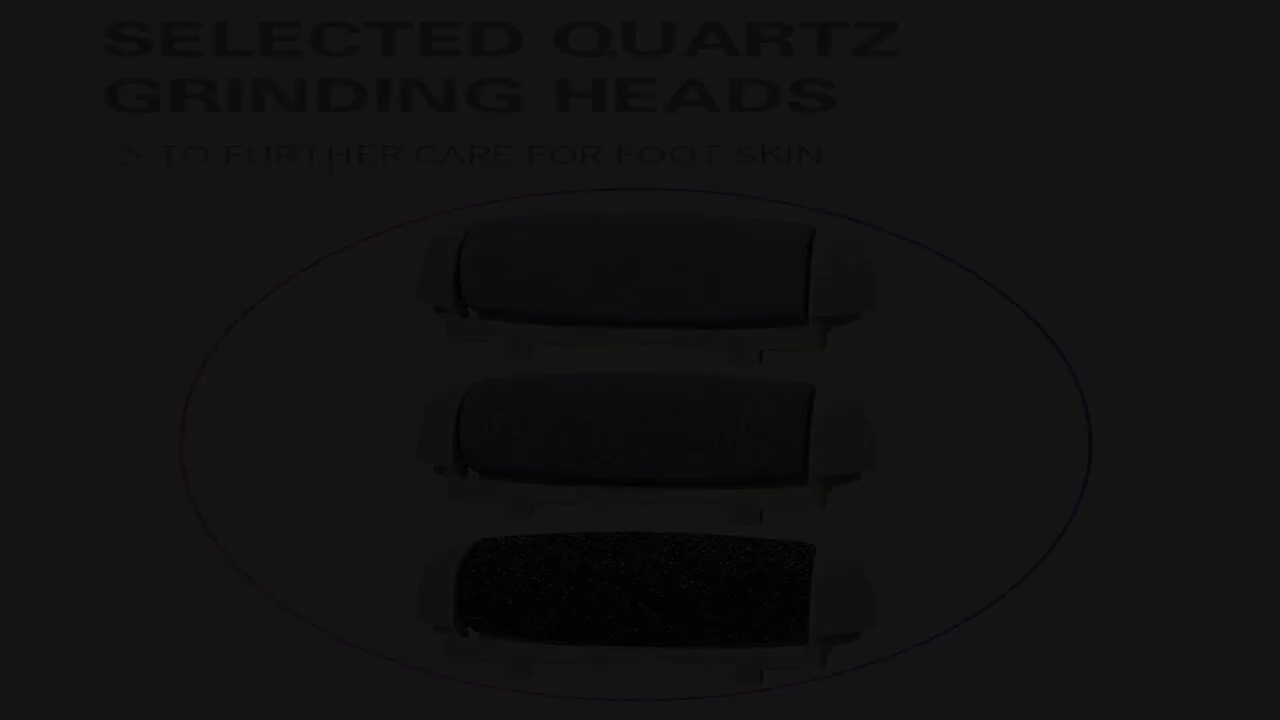 SELECTED QUARTZ
GRINDING HEADS
> TO FURTHER CARE FOR FOOT SKIN